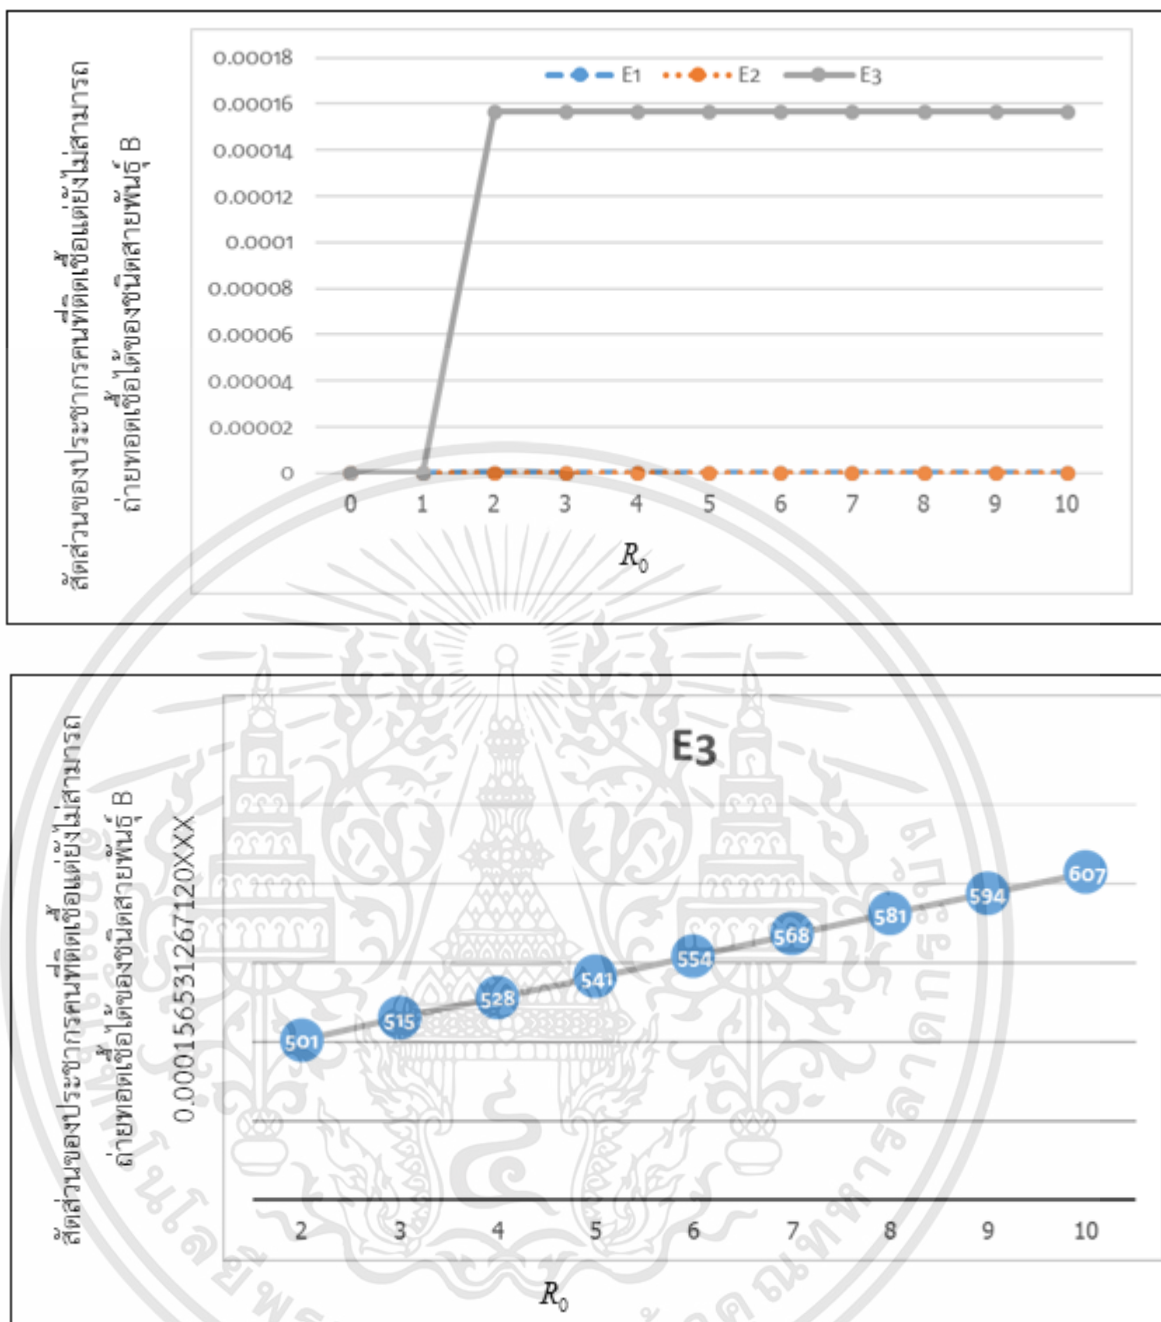 สัดส่วนของประชากรคนที่ติดเชื้อแต่ยังไม่สามารถ
ถ่ายทอดเชื้อได้ของชนิดสายพันธุ์ B
E1 E2 E3
0.00018
0.00016
0.00014
0.00012
0.0001
0.00008
0.00006
0.00004
0.00002
0
0 1 2 3 4 5 6 7 8 9 10
R₀
สัดส่วนของประชากรคนที่ติดเชื้อแต่ยังไม่สามารถ
ถ่ายทอดเชื้อได้ของชนิดสายพันธุ์ B
0.000156531267120XXX
E3
501 515 528 541 554 568 581 594 607
2 3 4 5 6 7 8 9 10
R₀